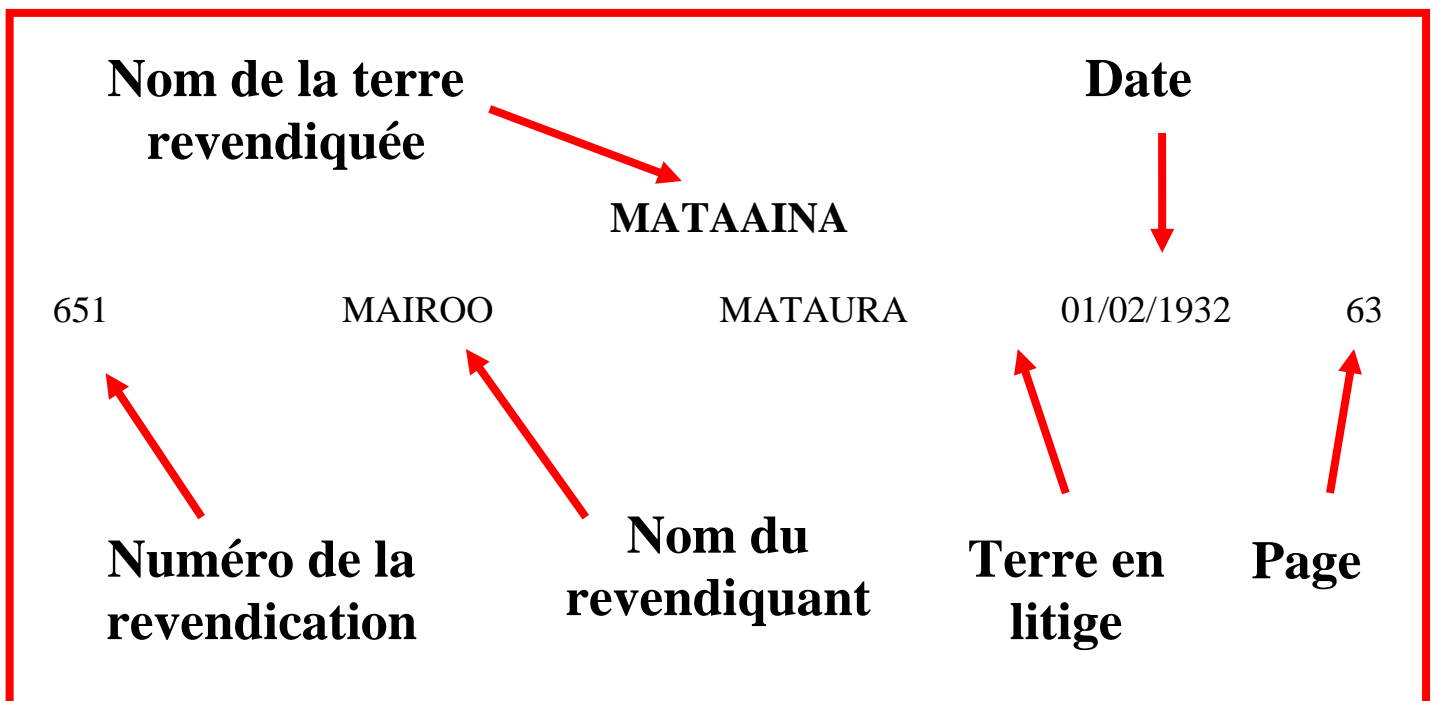 Nom de la terre
revendiquée
Date
MATAAINA
651 MAIROO MATAURA 01/02/1932 63
Numéro de la
revendication
Nom du
revendiquant
Terre en
litige
Page